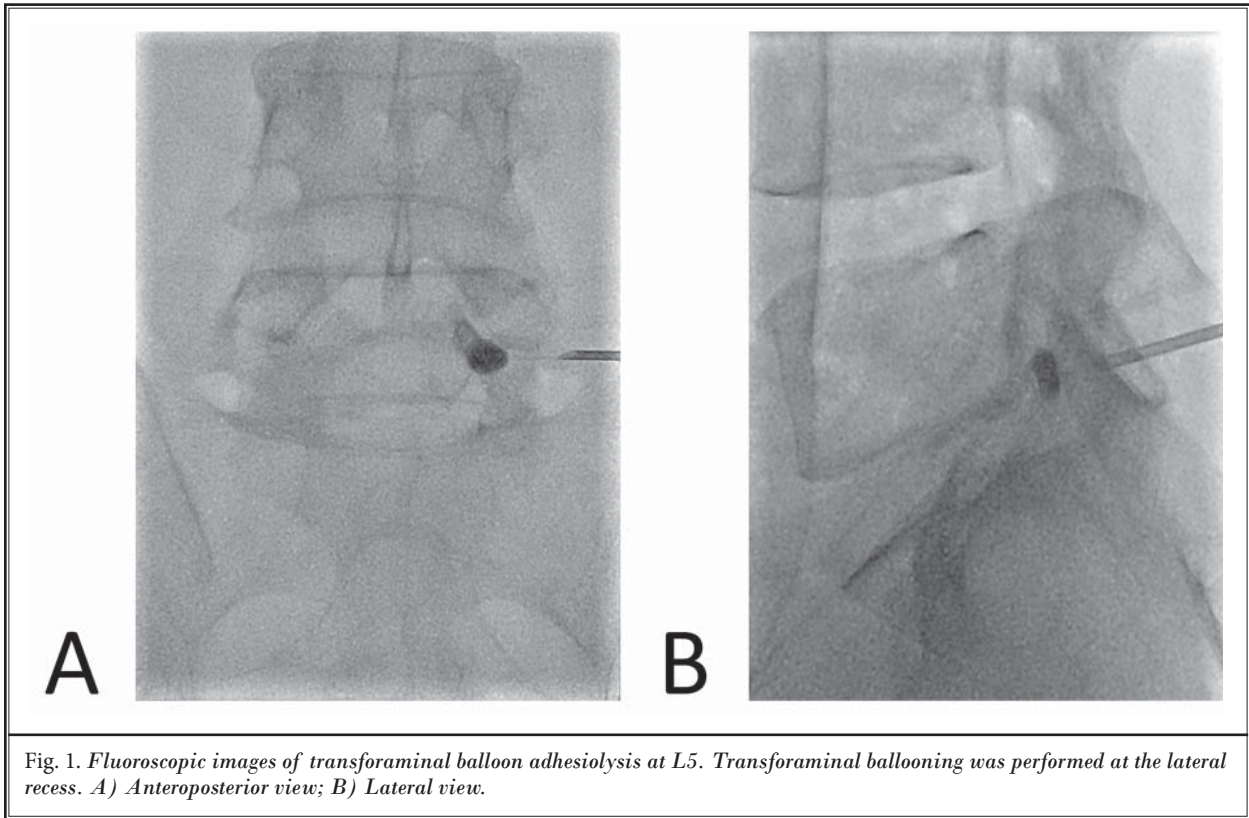 A
B
Fig. 1. Fluoroscopic images of transforaminal balloon adhesiolysis at L5. Transforaminal ballooning was performed at the lateral
recess. A) Anteroposterior view; B) Lateral view.